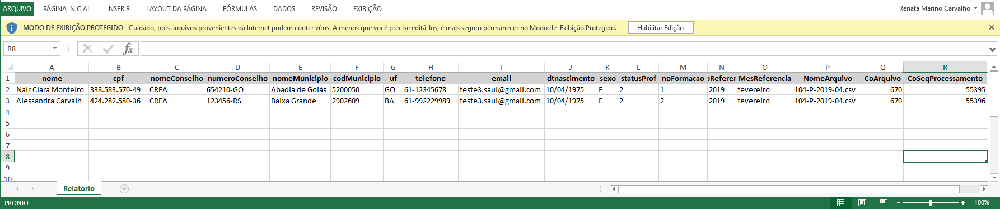 ARQUIVO PÁGINA INICIAL INSERIR LAYOUT DA PÁGINA FÓRMULAS DADOS REVISÃO EXIBIÇÃO Renata Marino Carvalho
MODO DE EXIBIÇÃO PROTEGIDO Cuidado, pois arquivos provenientes da Internet podem conter vírus. A menos que você precise editá-los, é mais seguro permanecer no Modo de Exibição Protegido. Habilitar Edição
R8 fx
A B C D E F G H I J K L M N O P Q R
1 nome cpf nomeConselho numeroConselho nomeMunicipio codMunicipio uf telefone email dtnascimento sexo statusProf noFormacao oReferer MesReferencia NomeArquivo CoArquivo CoSeqProcessamento
2 Nair Clara Monteiro 338.583.570-49 CREA 654210-GO Abadia de Goiás 5200050 GO 61-12345678 teste3.saul@gmail.com 10/04/1975 F 2 1 2019 fevereiro 104-P-2019-04.csv 670 55395
3 Alessandra Carvalh 424.282.580-36 CREA 123456-RS Baixa Grande 2902609 BA 61-992229989 teste3.saul@gmail.com 10/04/1975 F 2 2 2019 fevereiro 104-P-2019-04.csv 670 55396
4
5
6
7
8
9
10
Relatorio
PRONTO 100%